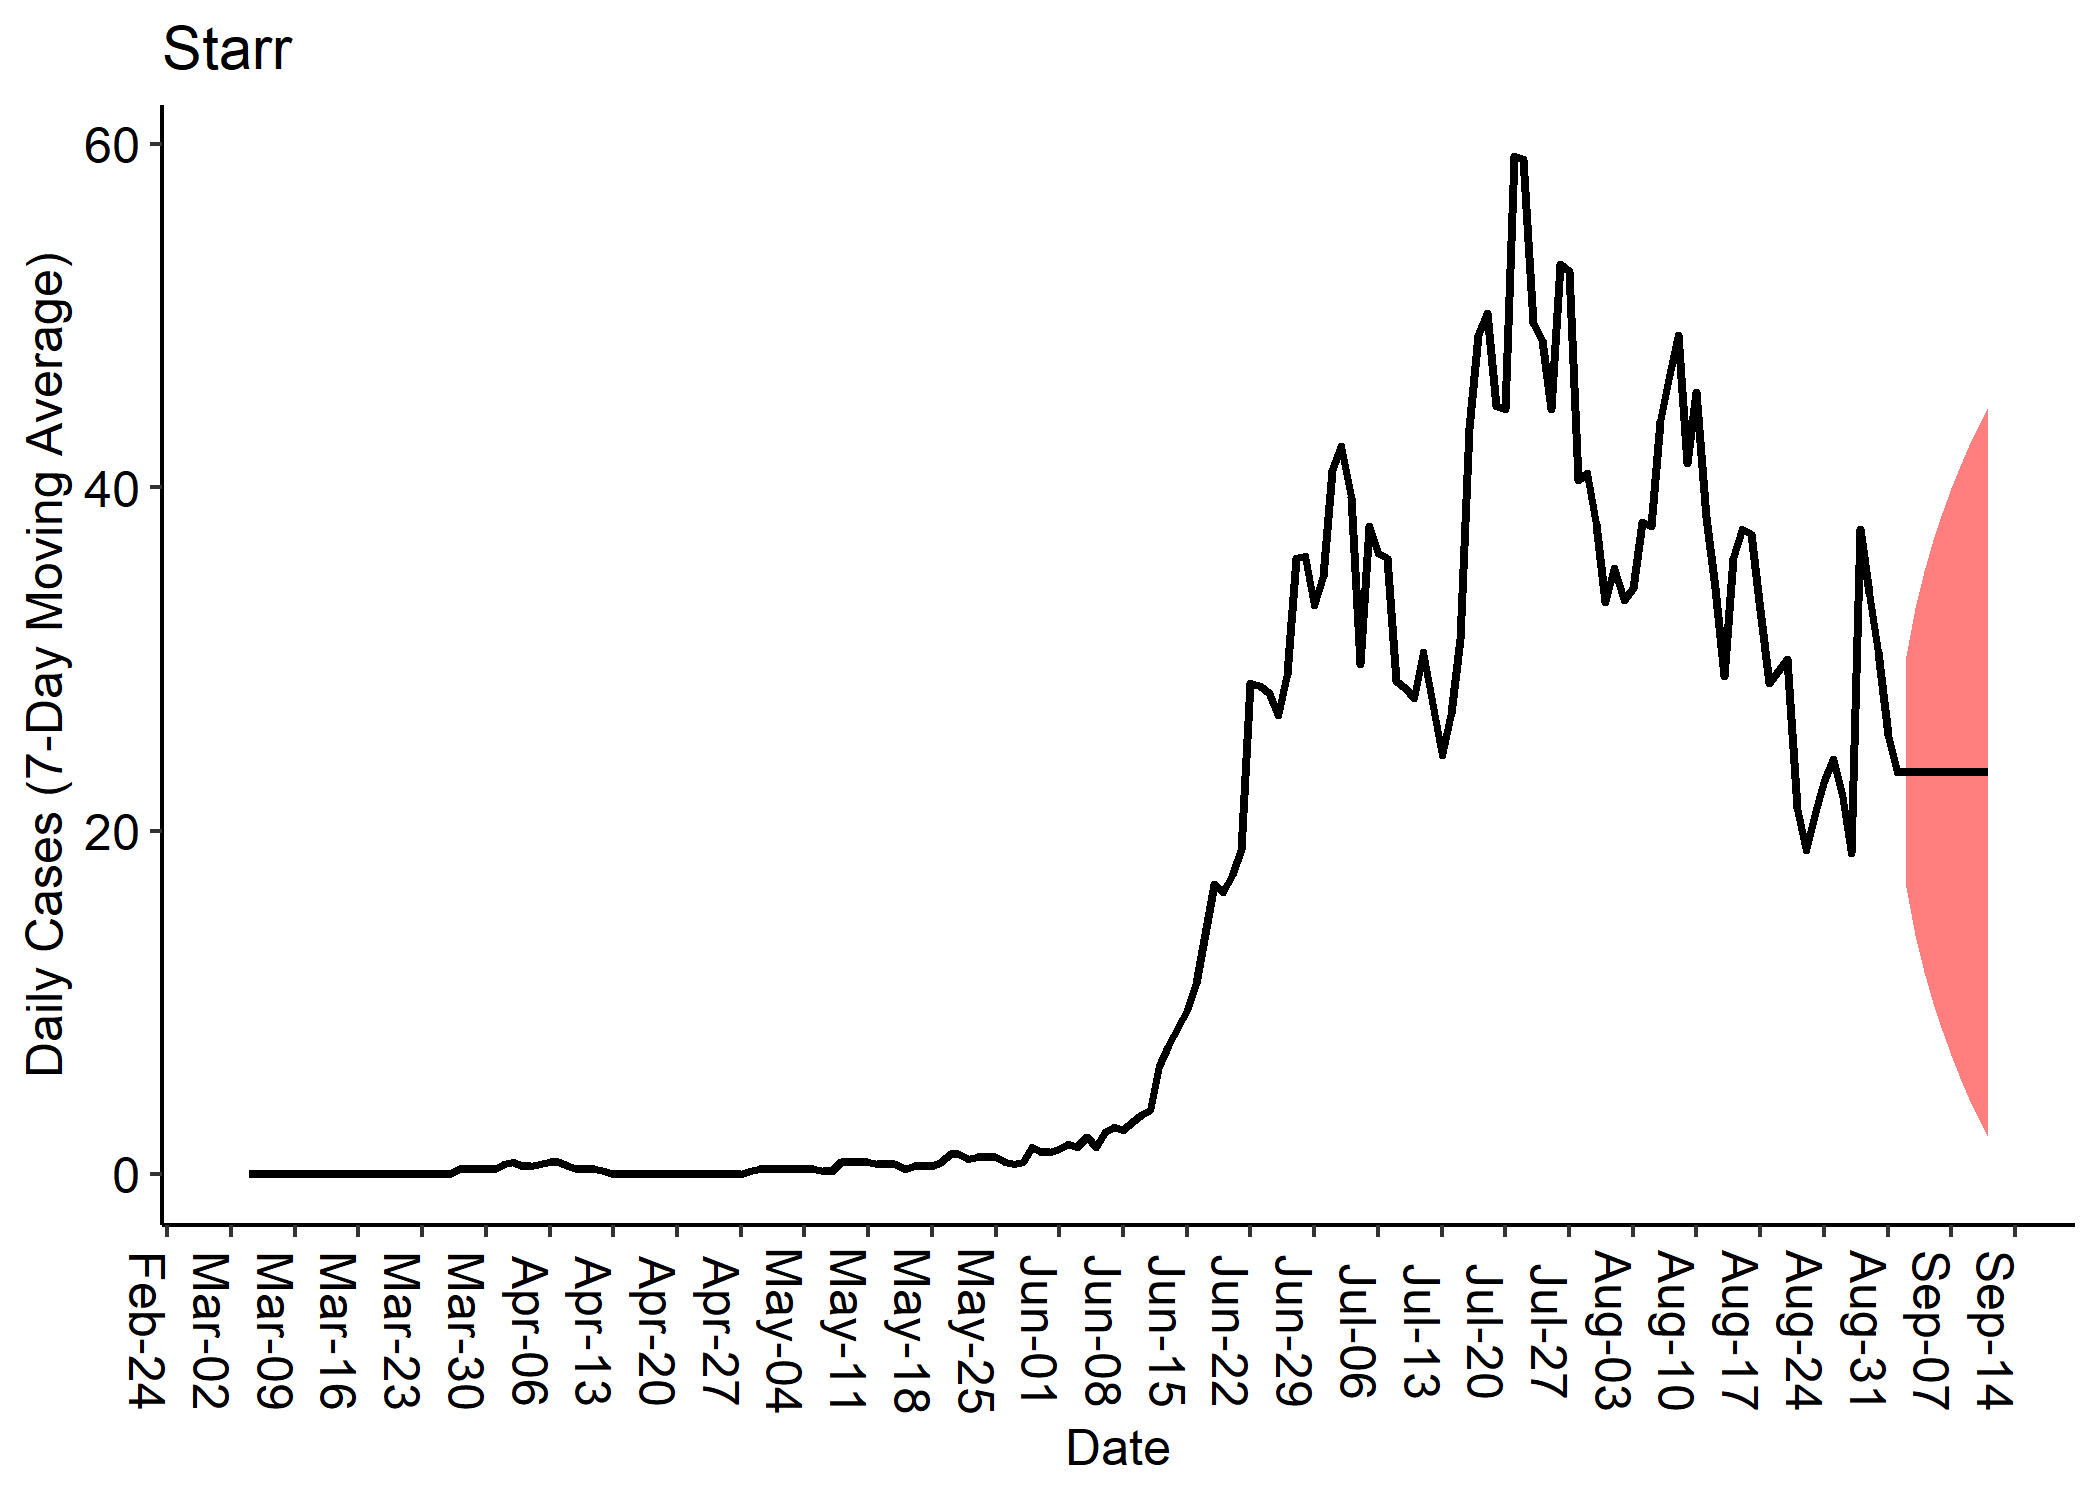 Starr
Daily Cases (7-Day Moving Average)
60
40
20
0
Feb-24
Mar-02
Mar-09
Mar-16
Mar-23
Mar-30
Apr-06
Apr-13
Apr-20
Apr-27
May-04
May-11
May-18
May-25
Jun-01
Jun-08
Jun-15
Jun-22
Jun-29
Jul-06
Jul-13
Jul-20
Jul-27
Aug-03
Aug-10
Aug-17
Aug-24
Aug-31
Sep-07
Sep-14
Date